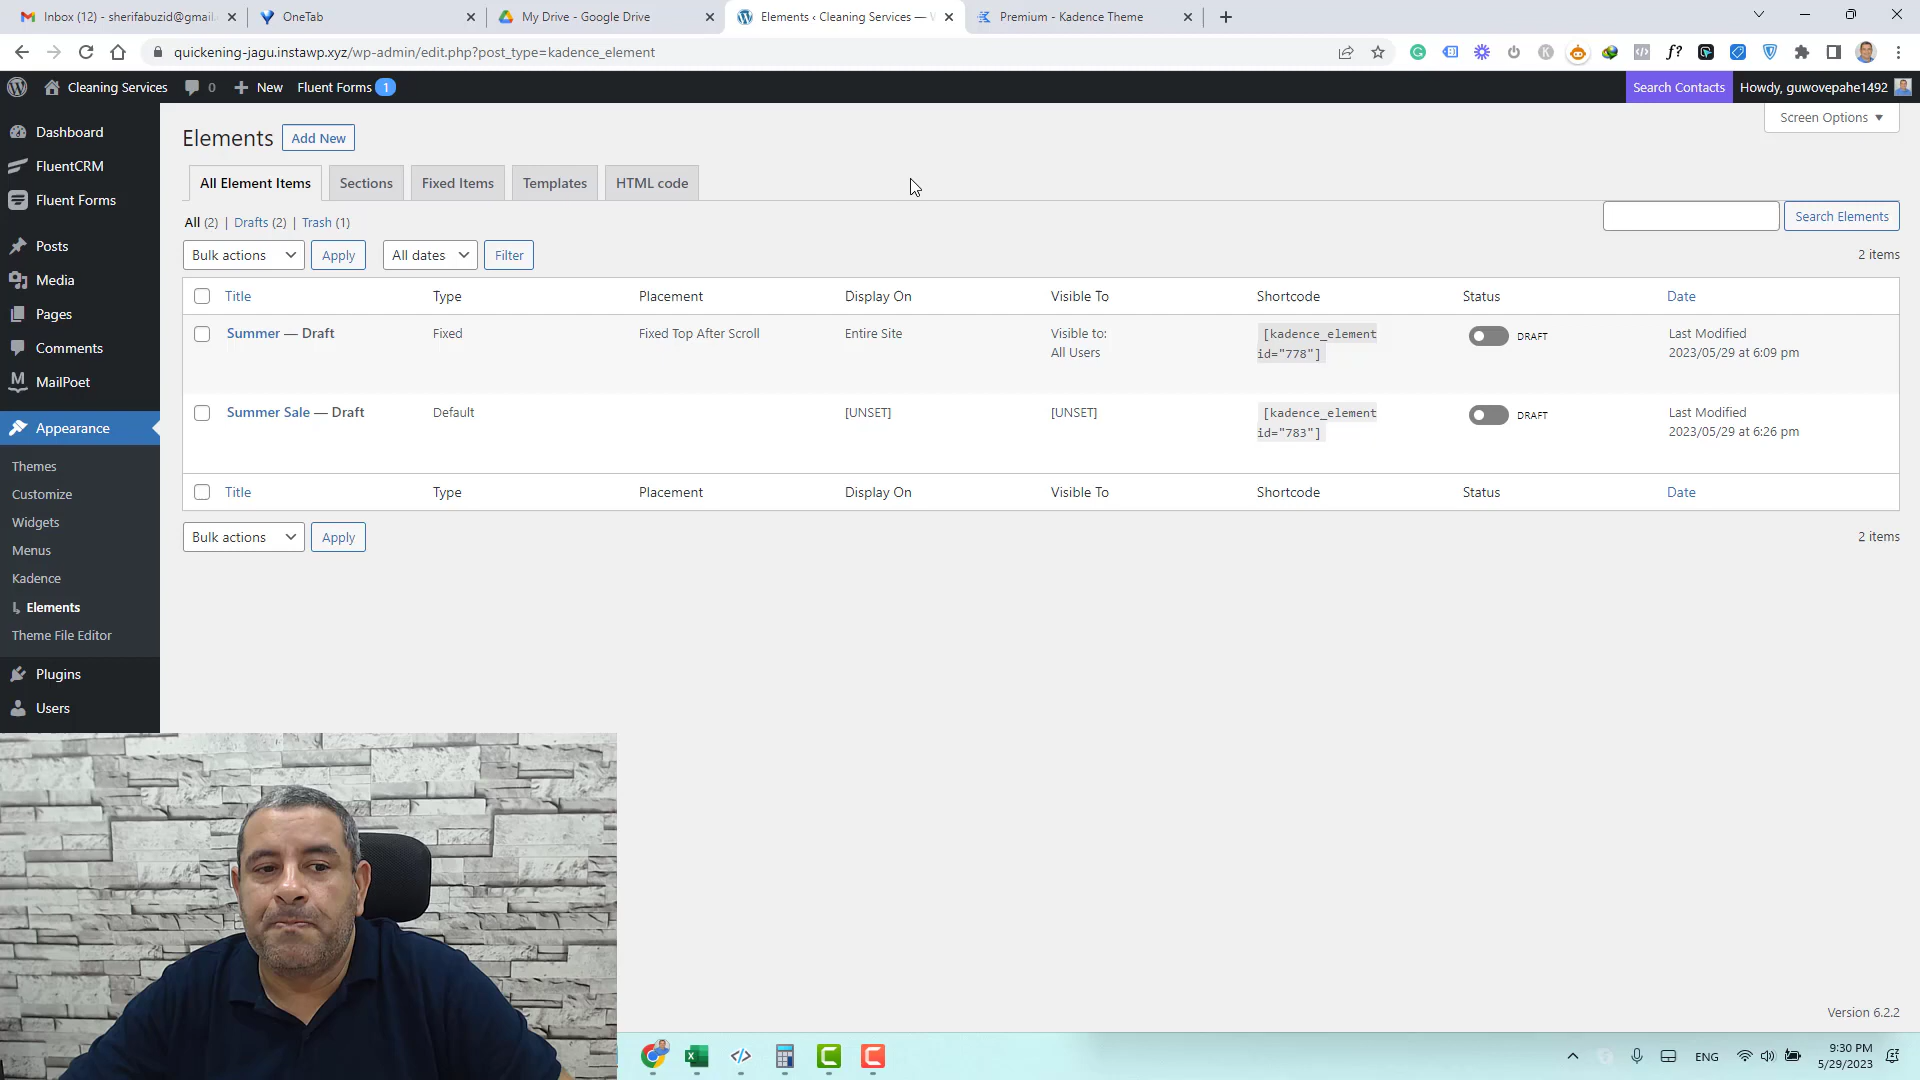 Inbox (12) - sherifabuzid@gmail.
OneTab
My Drive - Google Drive
Elements ‹ Cleaning Services —
Premium - Kadence Theme
quickening-jagu.instawp.xyz/wp-admin/edit.php?post_type=kadence_element
Cleaning Services
0
New
Fluent Forms 1
Search Contacts
Howdy, guwovepahe1492
Dashboard
FluentCRM
Fluent Forms
Posts
Media
Pages
Comments
MailPoet
Appearance
Themes
Customize
Widgets
Menus
Kadence
Elements
Theme File Editor
Plugins
Users
Screen Options
Elements Add New
All Element Items Sections Fixed Items Templates HTML code
All (2) | Drafts (2) | Trash (1)
Search Elements
Bulk actions Apply All dates Filter
2 items
Title Type Placement Display On Visible To Shortcode Status Date
Summer — Draft Fixed Fixed Top After Scroll Entire Site Visible to: [kadence_element DRAFT Last Modified
All Users id="778"] 2023/05/29 at 6:09 pm
Summer Sale — Draft Default [UNSET] [UNSET] [kadence_element DRAFT Last Modified
id="783"] 2023/05/29 at 6:26 pm
Title Type Placement Display On Visible To Shortcode Status Date
Bulk actions Apply
2 items
Version 6.2.2
ENG
9:30 PM
5/29/2023